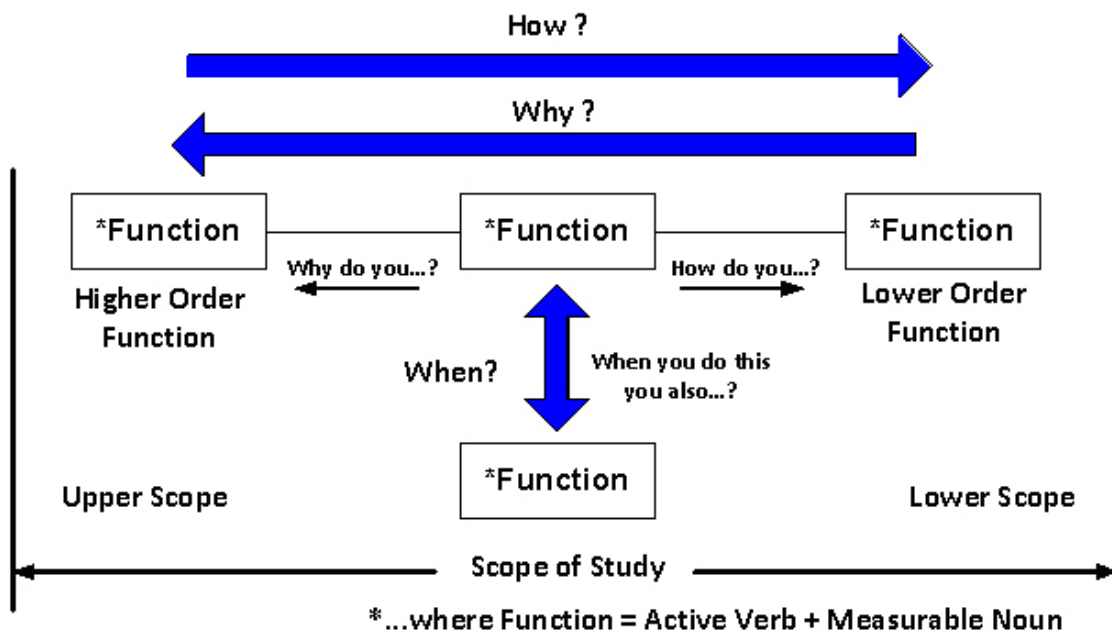 How ?
Why ?
*Function
*Function
*Function
Why do you...?
How do you...?
Higher Order
Function
Lower Order
Function
When?
When you do this
you also...?
*Function
Upper Scope
Lower Scope
Scope of Study
*...where Function = Active Verb + Measurable Noun